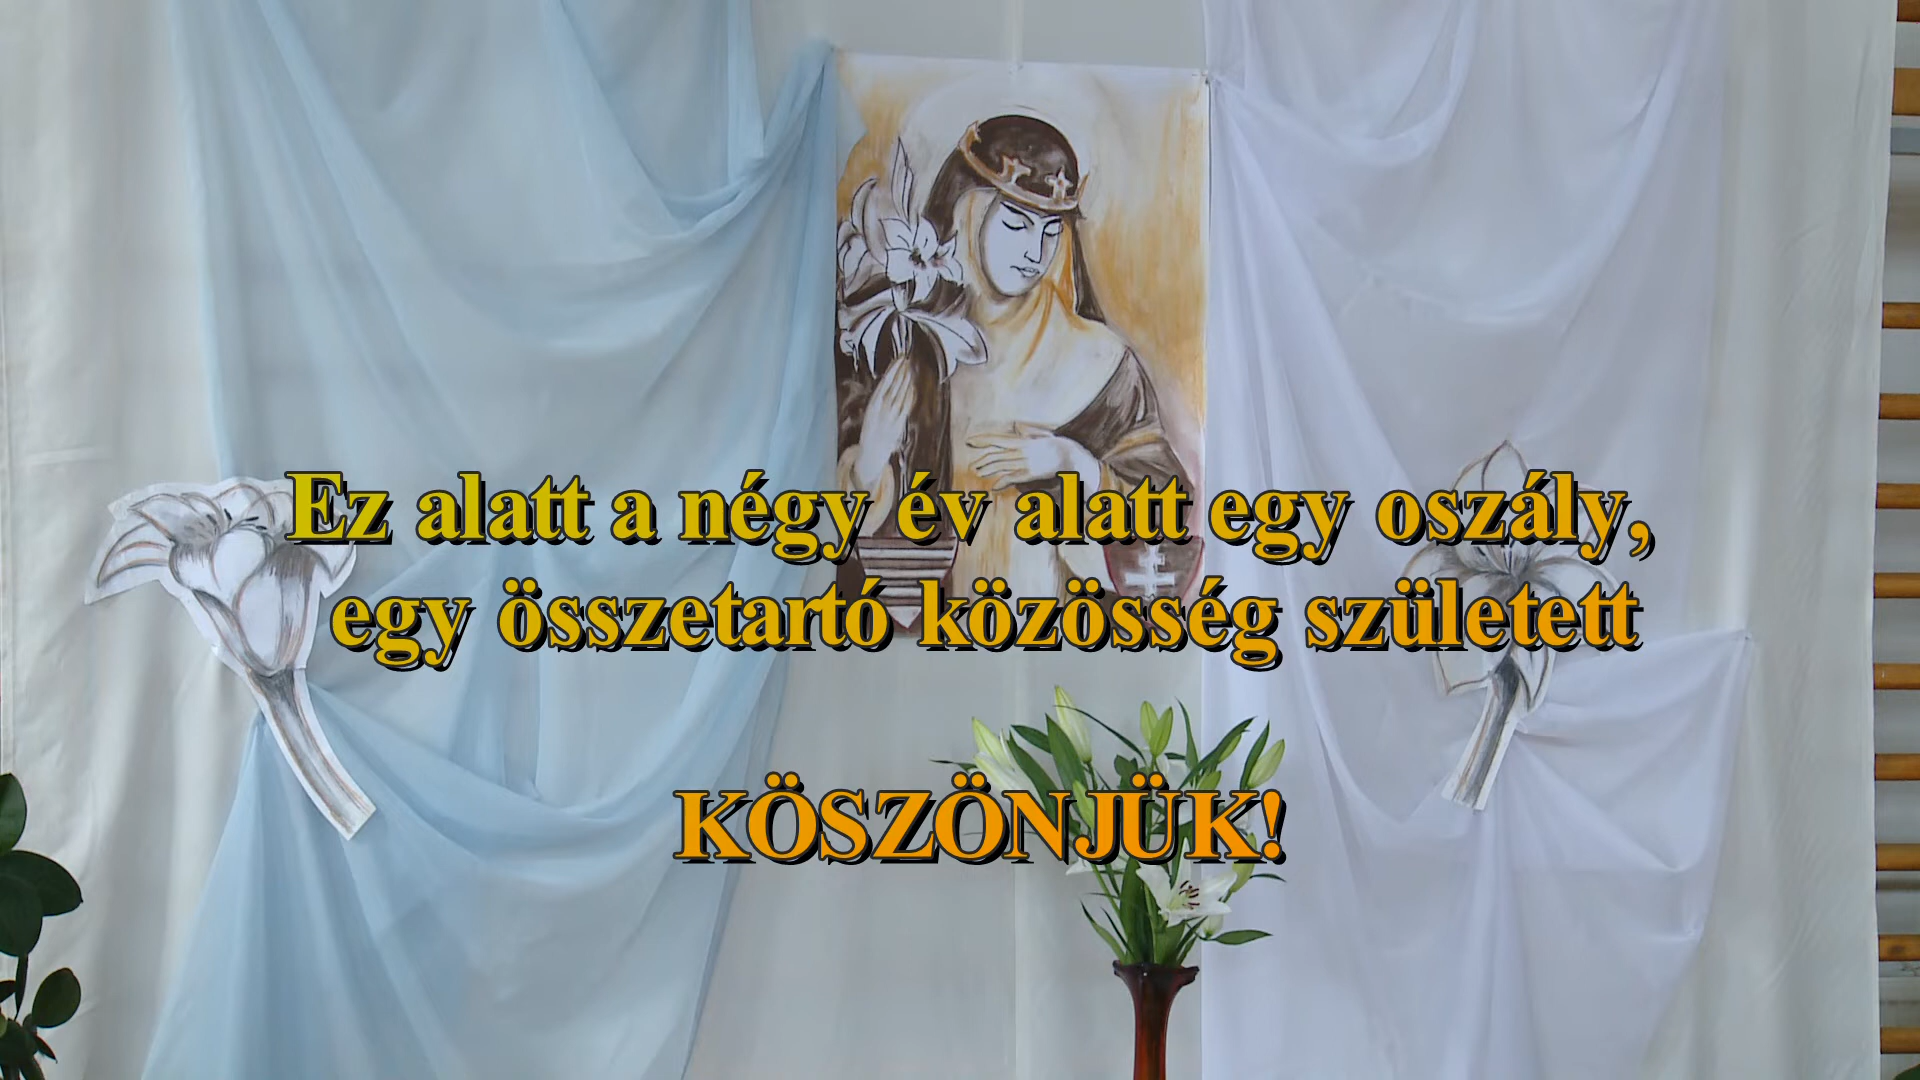 Ez alatt a négy év alatt egy oszály,
egy összetartó közösség született
KÖSZÖNJÜK!